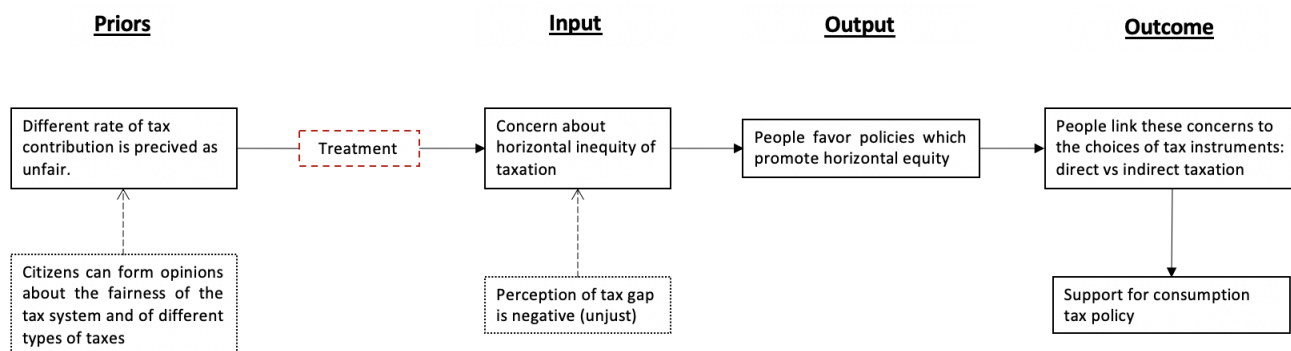 Priors
Input
Output
Outcome
Different rate of tax
contribution is precived as
unfair.
Treatment
Concern about
horizontal inequity of
taxation
People favor policies which
promote horizontal equity
People link these concerns to
the choices of tax instruments:
direct vs indirect taxation
Citizens can form opinions
about the fairness of the
tax system and of different
types of taxes
Perception of tax gap
is negative (unjust)
Support for consumption
tax policy